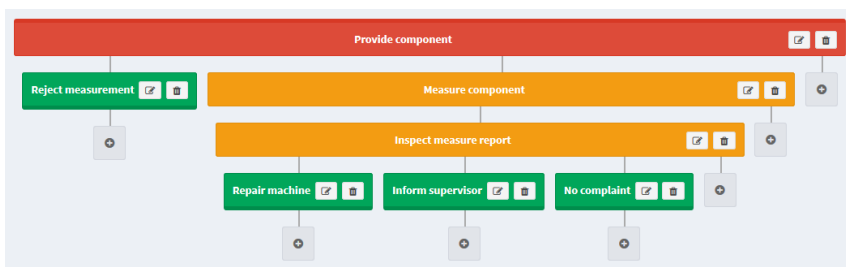 Provide component
Reject measurement
Measure component
Inspect measure report
Repair machine
Inform supervisor
No complaint